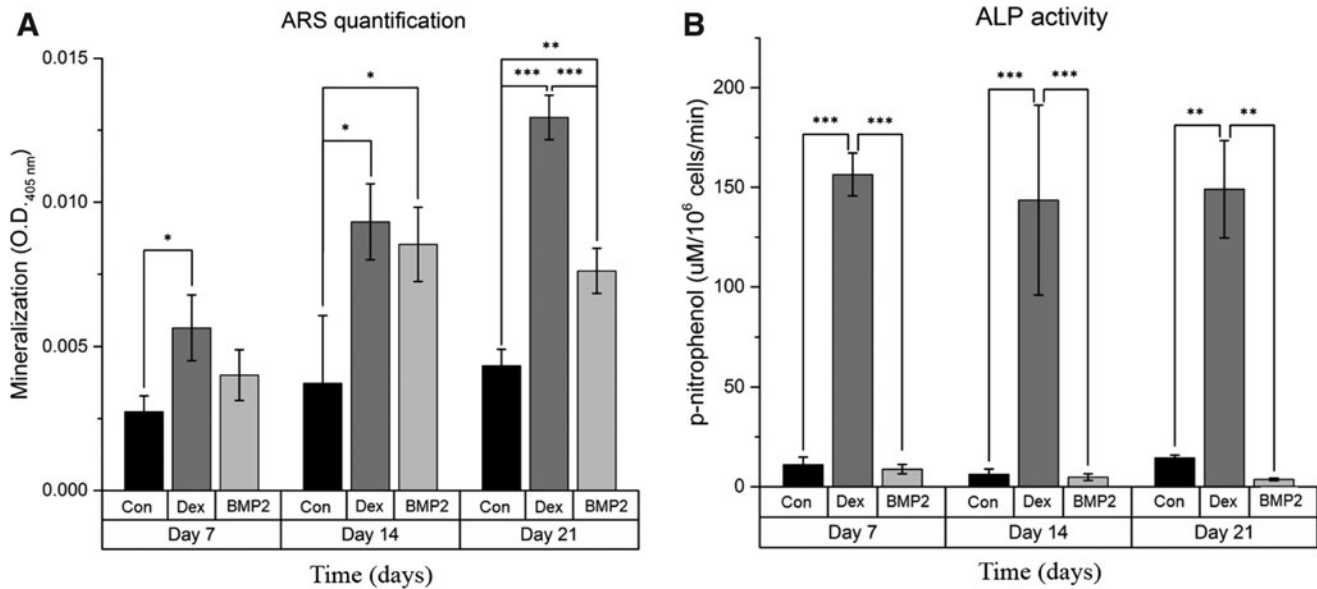 A
ARS quantification
Mineralization (O.D.405 nm)
0.015
0.010
0.005
0.000
*
*
*
**
*** ***
Con Dex BMP2 Con Dex BMP2 Con Dex BMP2
Day 7 Day 14 Day 21
Time (days)
B
ALP activity
p-nitrophenol (uM/10⁶ cells/min)
200
150
100
50
0
*** ***
*** ***
** **
Con Dex BMP2 Con Dex BMP2 Con Dex BMP2
Day 7 Day 14 Day 21
Time (days)